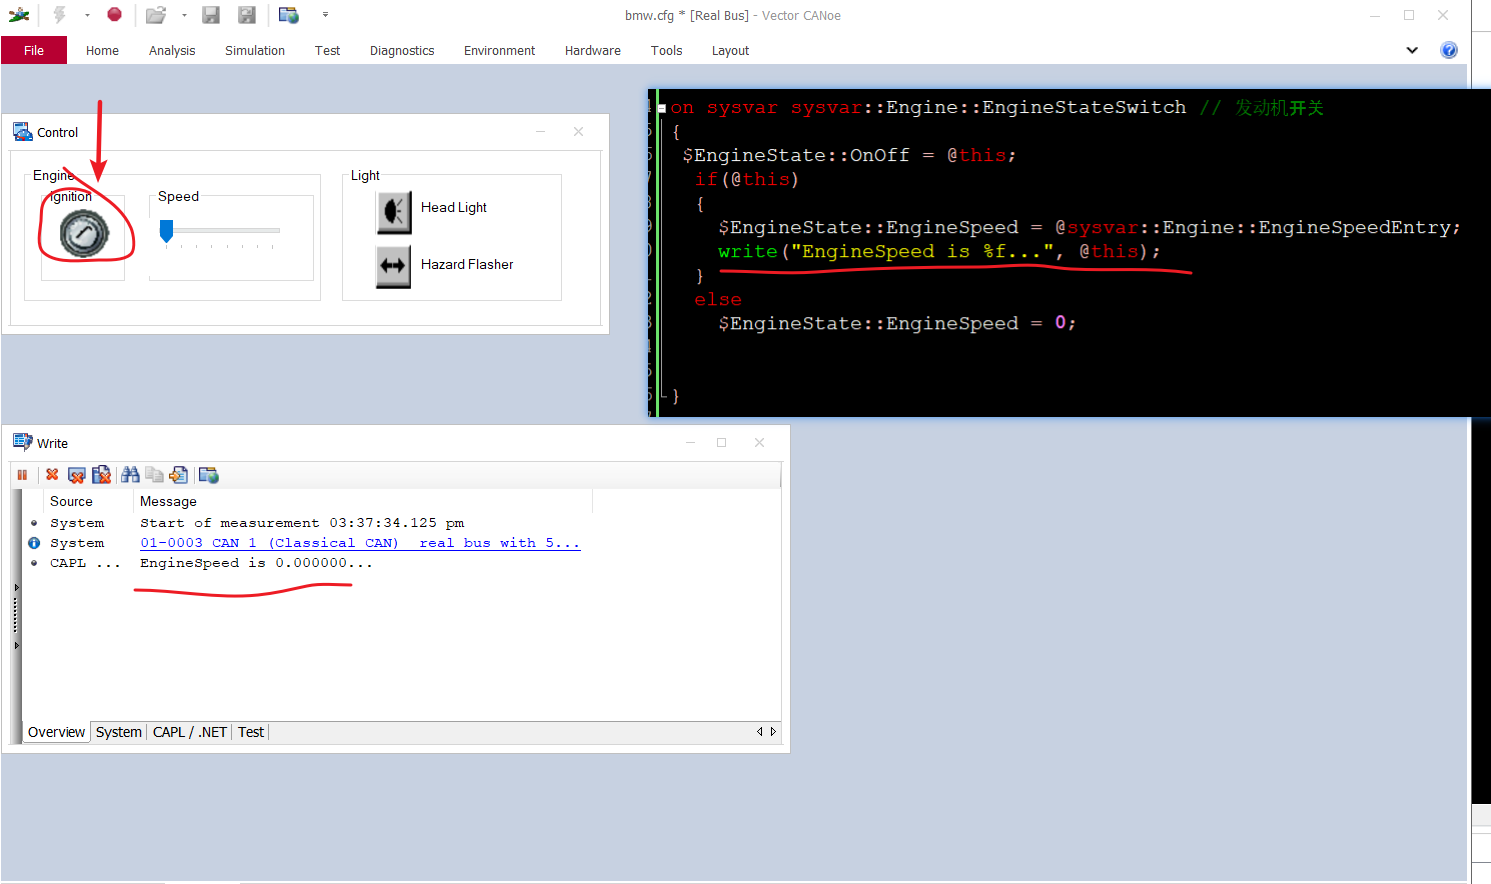 bmw.cfg * [Real Bus] - Vector CANoe
File Home Analysis Simulation Test Diagnostics Environment Hardware Tools Layout
Control
Engine
Ignition
Speed
Light
Head Light
Hazard Flasher
on sysvar sysvar::Engine::EngineStateSwitch // 发动机开关
{
$EngineState::OnOff = @this;
if(@this)
{
$EngineState::EngineSpeed = @sysvar::Engine::EngineSpeedEntry;
write("EngineSpeed is %f...", @this);
}
else
$EngineState::EngineSpeed = 0;
}
Write
Source Message
System Start of measurement 03:37:34.125 pm
System 01-0003 CAN 1 (Classical CAN) real bus with 5...
CAPL ... EngineSpeed is 0.000000...
Overview System CAPL / .NET Test